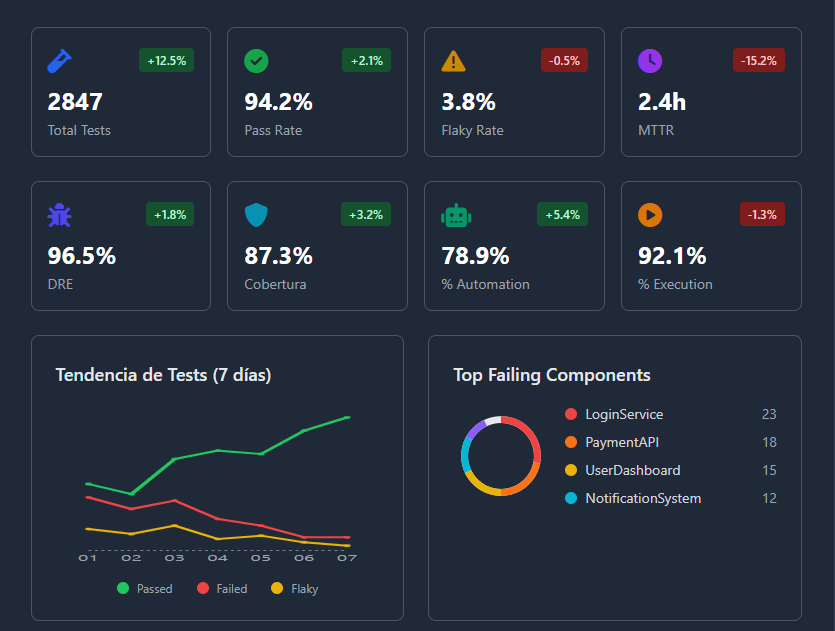 +12.5%
2847
Total Tests
+2.1%
94.2%
Pass Rate
-0.5%
3.8%
Flaky Rate
-15.2%
2.4h
MTTR
+1.8%
96.5%
DRE
+3.2%
87.3%
Cobertura
+5.4%
78.9%
% Automation
-1.3%
92.1%
% Execution
Tendencia de Tests (7 días)
01 02 03 04 05 06 07
Passed Failed Flaky
Top Failing Components
LoginService 23
PaymentAPI 18
UserDashboard 15
NotificationSystem 12